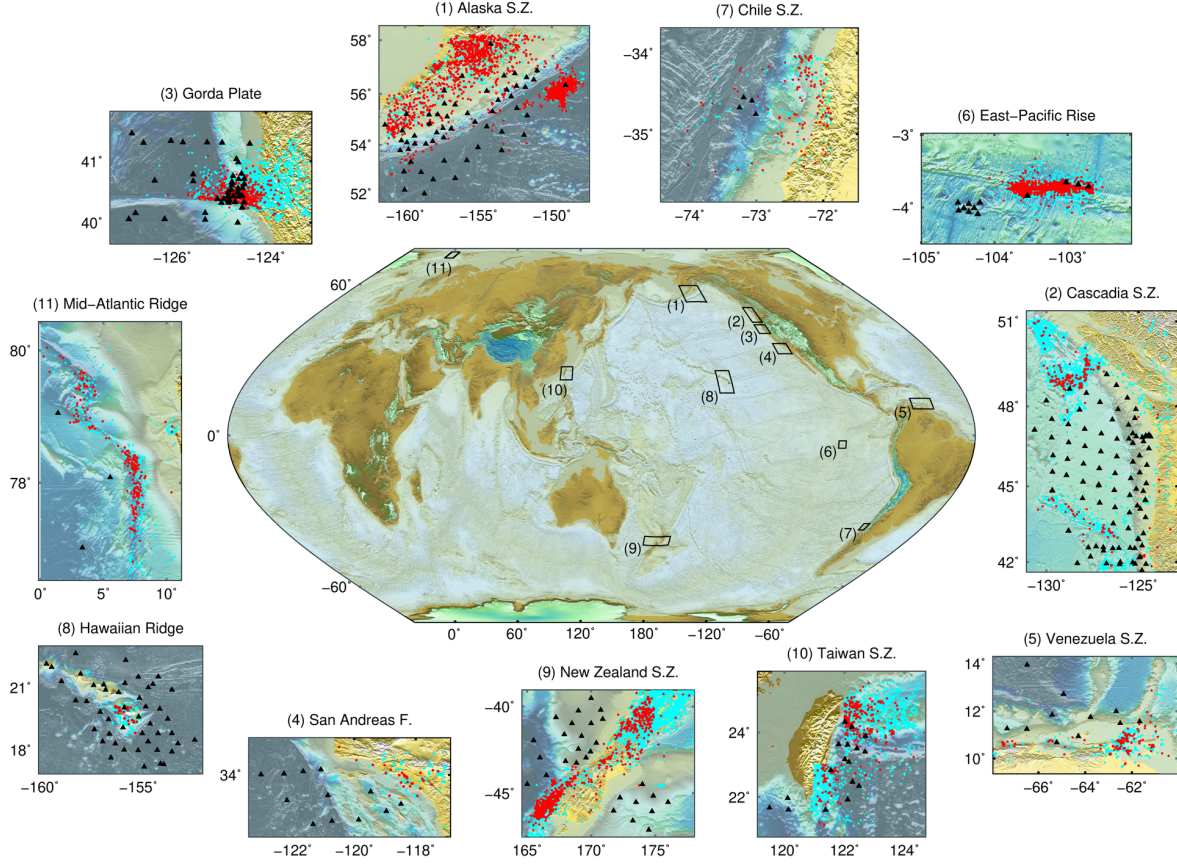 (1) Alaska S.Z.
58°
56°
54°
52°
−160° −155° −150°
(7) Chile S.Z.
−34°
−35°
−74° −73° −72°
(3) Gorda Plate
41°
40°
−126° −124°
(6) East−Pacific Rise
−3°
−4°
−105° −104° −103°
(11) Mid−Atlantic Ridge
80°
78°
0° 5° 10°
60°
0°
−60°
0° 60° 120° 180° −120° −60°
(11)
(1)
(2)
(3)
(4)
(10)
(8)
(5)
(6)
(7)
(9)
(2) Cascadia S.Z.
51°
48°
45°
42°
−130° −125°
(8) Hawaiian Ridge
21°
18°
−160° −155°
(4) San Andreas F.
34°
−122° −120° −118°
(9) New Zealand S.Z.
−40°
−45°
165° 170° 175°
(10) Taiwan S.Z.
24°
22°
120° 122° 124°
(5) Venezuela S.Z.
14°
12°
10°
−66° −64° −62°